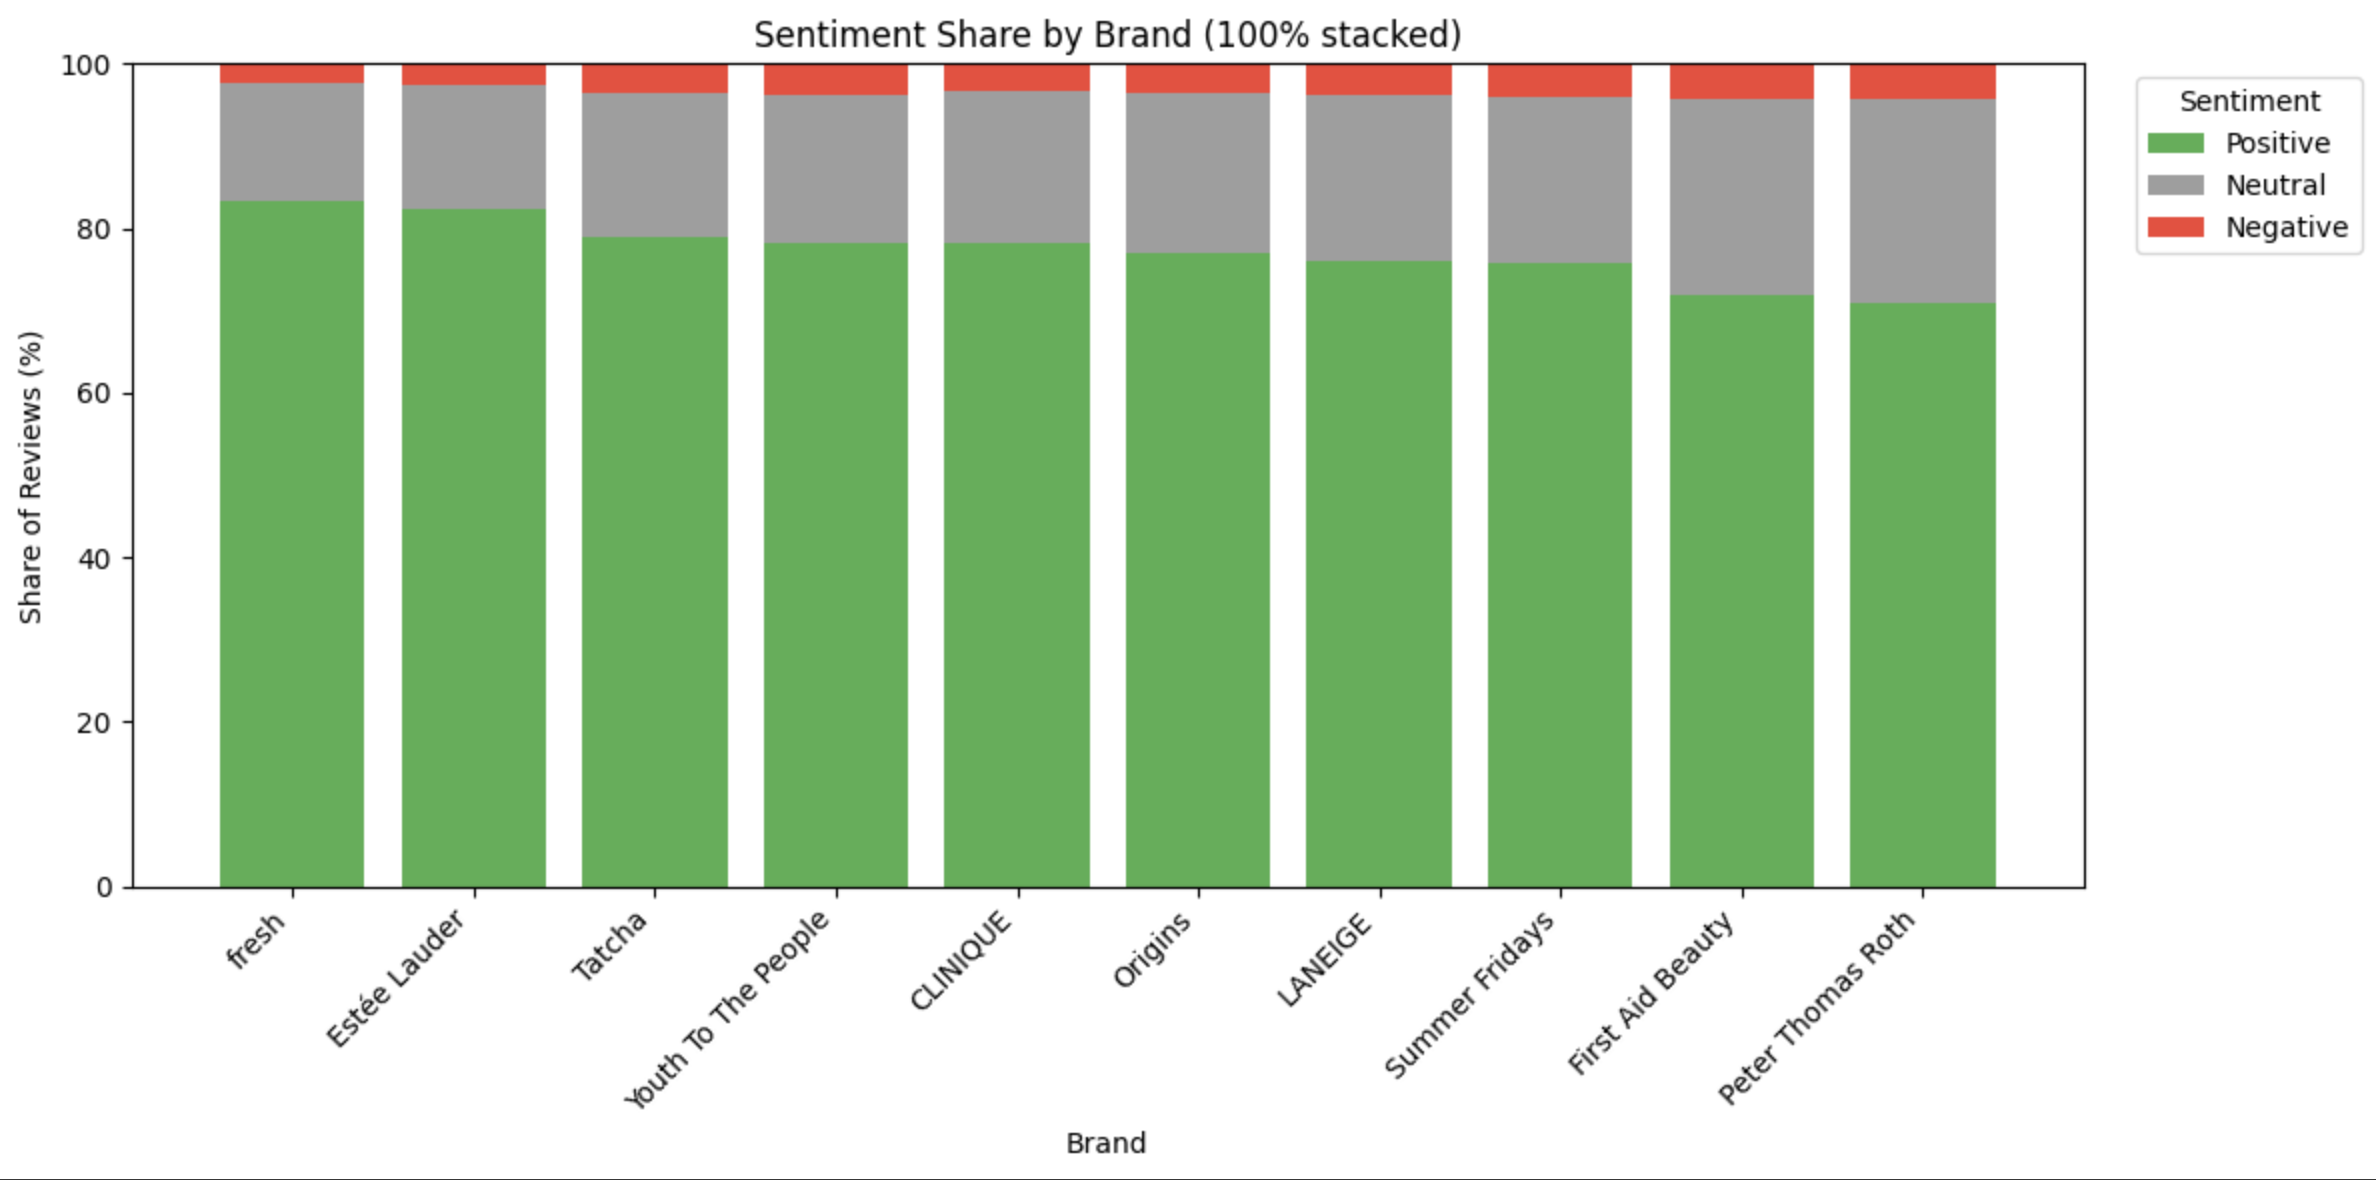 Sentiment Share by Brand (100% stacked)
Share of Reviews (%)
100
80
60
40
20
0
fresh
Estée Lauder
Tatcha
Youth To The People
CLINIQUE
Origins
LANEIGE
Summer Fridays
First Aid Beauty
Peter Thomas Roth
Brand
Sentiment
Positive
Neutral
Negative